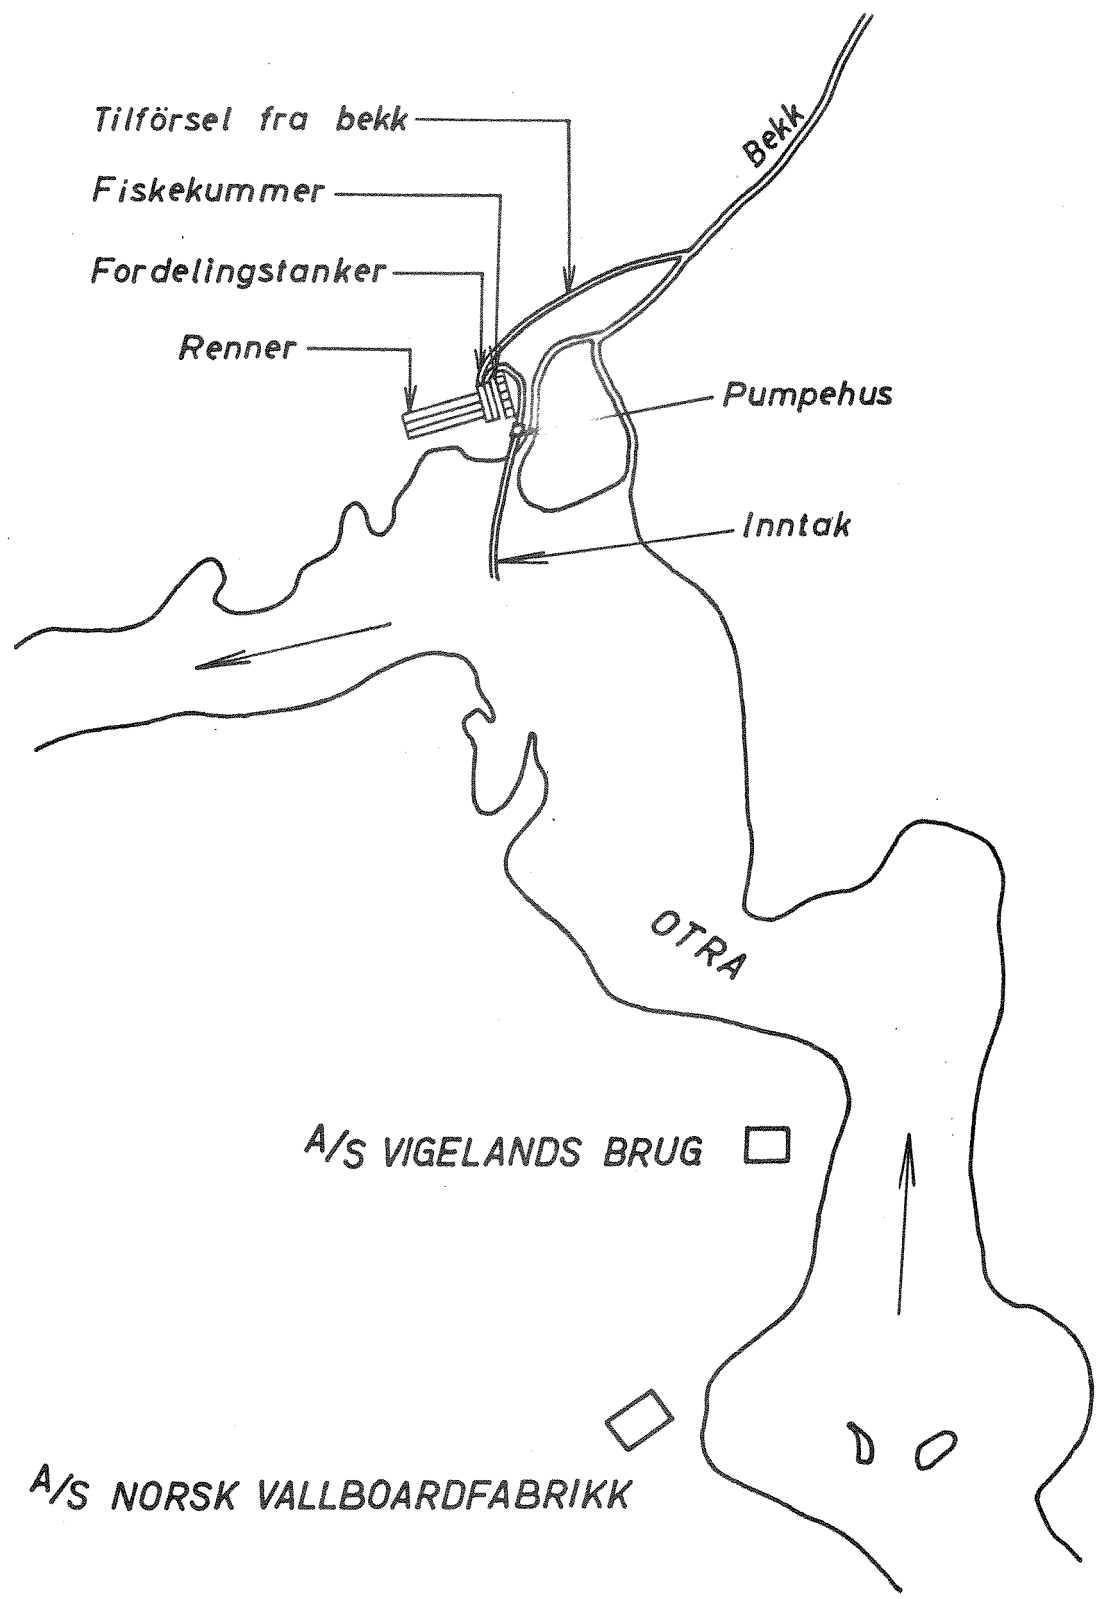 Tilförsel fra bekk
Bekk
Fiskekummer
Fordelingstanker
Renner
Pumpehus
Inntak
OTRA
A/S VIGELANDS BRUG
A/S NORSK VALLBOARDFABRIKK